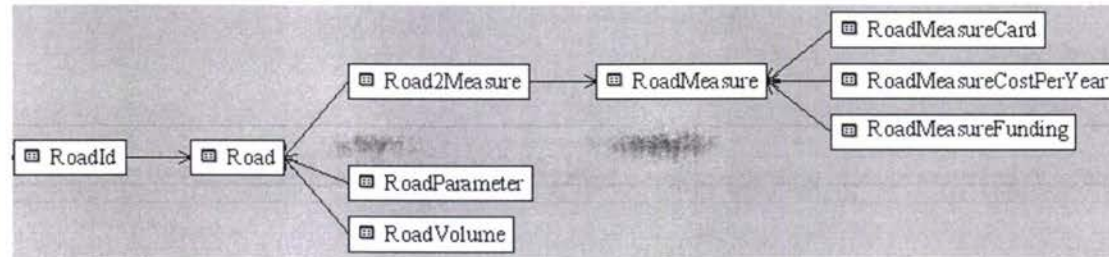 RoadMeasureCard
Road2Measure
RoadMeasure
RoadMeasureCostPerYear
RoadMeasureFunding
RoadId
Road
RoadParameter
RoadVolume